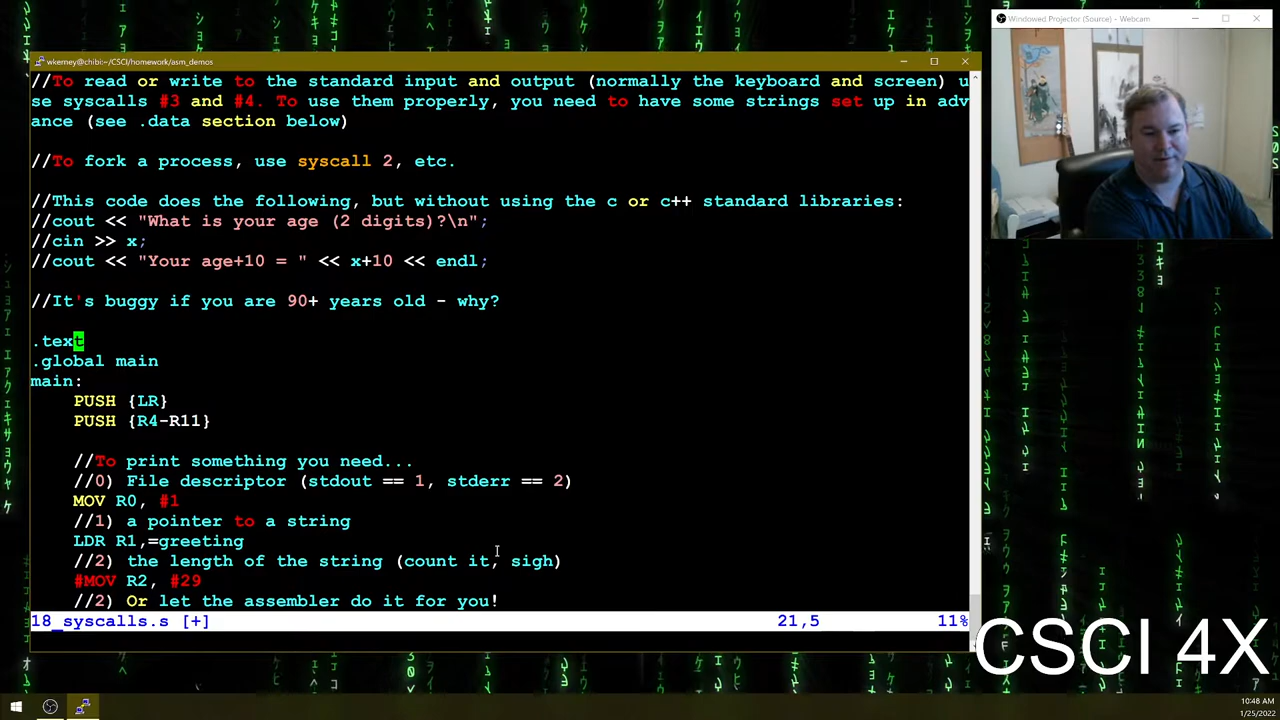 Windowed Projector (Source) - Webcam
wkerney@chibi:~/CSCI/homework/asm_demos
//To read or write to the standard input and output (normally the keyboard and screen) u
se syscalls #3 and #4. To use them properly, you need to have some strings set up in adv
ance (see .data section below)
//To fork a process, use syscall 2, etc.
//This code does the following, but without using the c or c++ standard libraries:
//cout << "What is your age (2 digits)?\n";
//cin >> x;
//cout << "Your age+10 = " << x+10 << endl;
//It's buggy if you are 90+ years old - why?
.text
.global main
main:
PUSH {LR}
PUSH {R4-R11}
//To print something you need...
//0) File descriptor (stdout == 1, stderr == 2)
MOV R0, #1
//1) a pointer to a string
LDR R1,=greeting
//2) the length of the string (count it, sigh)
#MOV R2, #29
//2) Or let the assembler do it for you!
18_syscalls.s [+] 21,5 11%
CSCI 4X
10:48 AM
1/25/2022